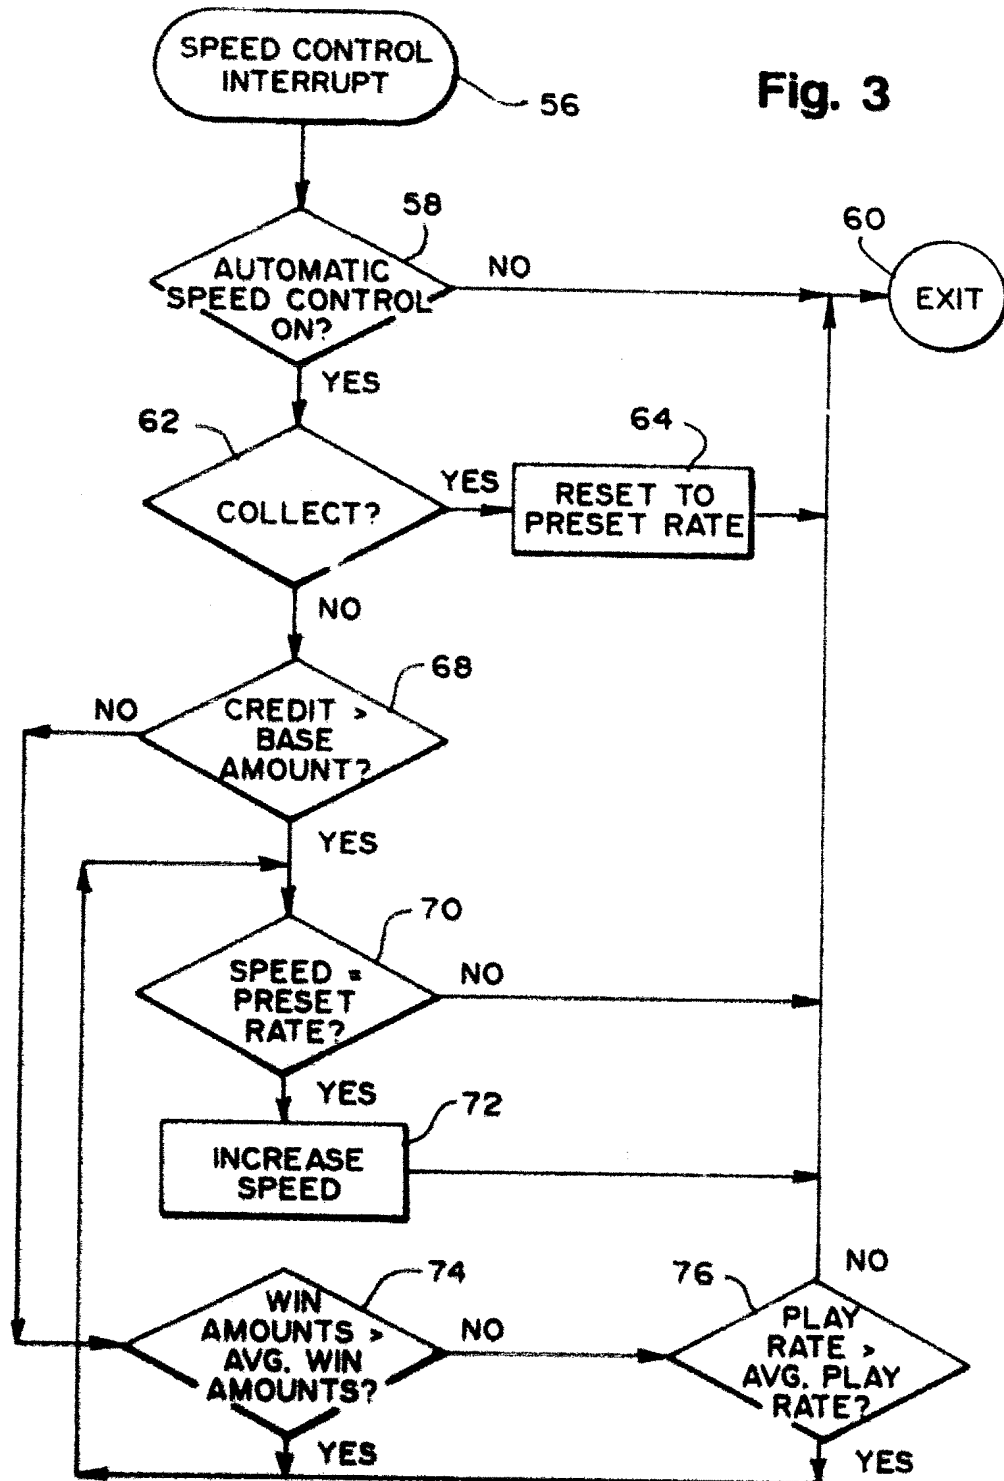 SPEED CONTROL
INTERRUPT
56
Fig. 3
58
60
AUTOMATIC
SPEED CONTROL
ON?
NO
EXIT
YES
62
64
COLLECT?
YES
RESET TO
PRESET RATE
NO
68
NO
CREDIT >
BASE
AMOUNT?
YES
70
SPEED =
PRESET
RATE?
NO
YES
72
INCREASE
SPEED
74
76
NO
WIN
AMOUNTS >
AVG. WIN
AMOUNTS?
NO
PLAY
RATE >
AVG. PLAY
RATE?
YES
YES